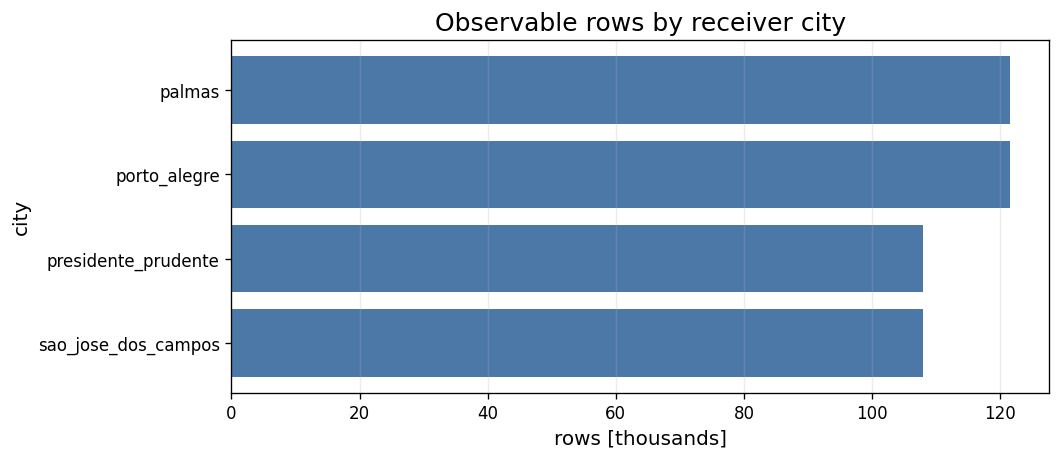 Observable rows by receiver city
city
palmas
porto_alegre
presidente_prudente
sao_jose_dos_campos
0 20 40 60 80 100 120
rows [thousands]